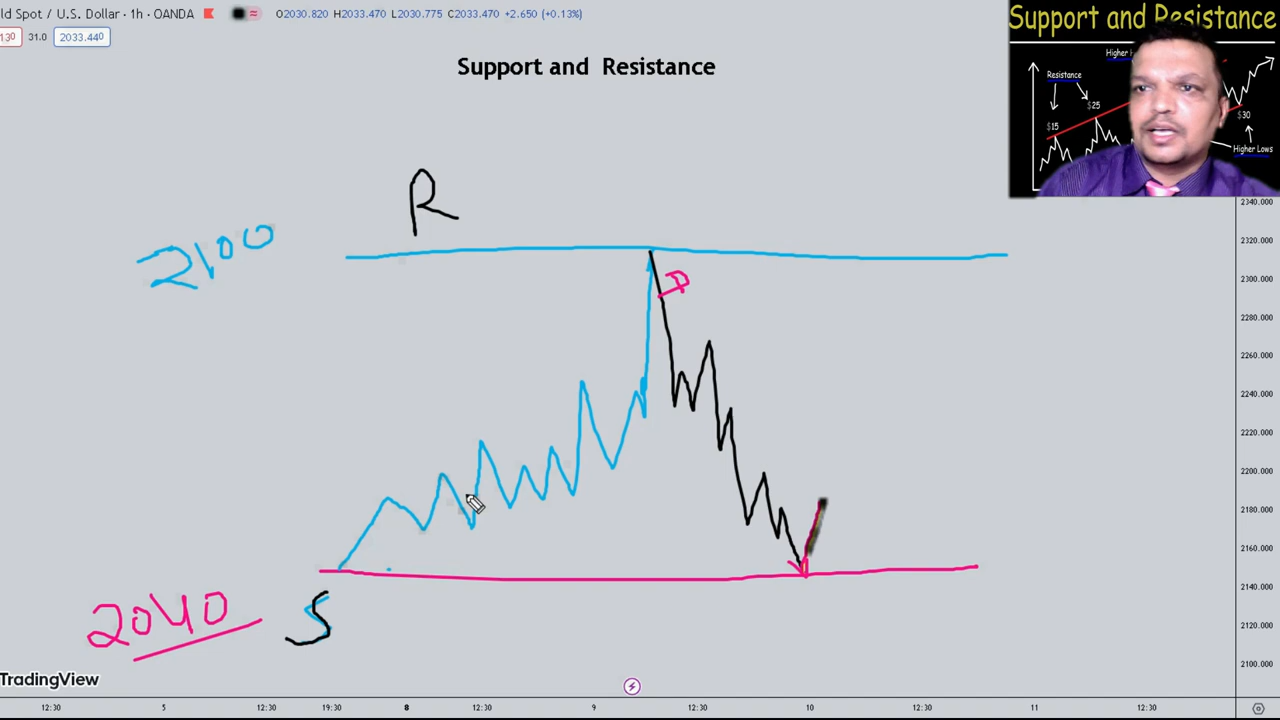 ld Spot / U.S. Dollar · 1h · OANDA O2030.820 H2033.470 L2030.775 C2033.470 +2.650 (+0.13%)
130 31.0 2033.440
Support and Resistance
Support and Resistance
Resistance
$15
$25
$30
Higher Lows
R
2100
2040
S
2340.000
2320.000
2300.000
2280.000
2260.000
2240.000
2220.000
2200.000
2180.000
2160.000
2140.000
2120.000
2100.000
TradingView
12:30 5 12:30 19:30 8 12:30 9 12:30 10 12:30 11 12:30